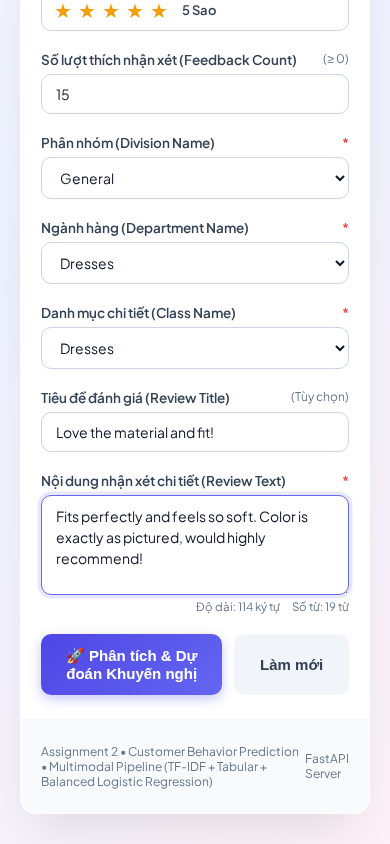 ★ ★ ★ ★ ★ 5 Sao
Số lượt thích nhận xét (Feedback Count) (≥ 0)
15
Phân nhóm (Division Name) *
General
Ngành hàng (Department Name) *
Dresses
Danh mục chi tiết (Class Name) *
Dresses
Tiêu đề đánh giá (Review Title) (Tùy chọn)
Love the material and fit!
Nội dung nhận xét chi tiết (Review Text) *
Fits perfectly and feels so soft. Color is
exactly as pictured, would highly
recommend!
Độ dài: 114 ký tự Số từ: 19 từ
🚀 Phân tích & Dự
đoán Khuyến nghị
Làm mới
Assignment 2 • Customer Behavior Prediction
• Multimodal Pipeline (TF-IDF + Tabular +
Balanced Logistic Regression)
FastAPI
Server